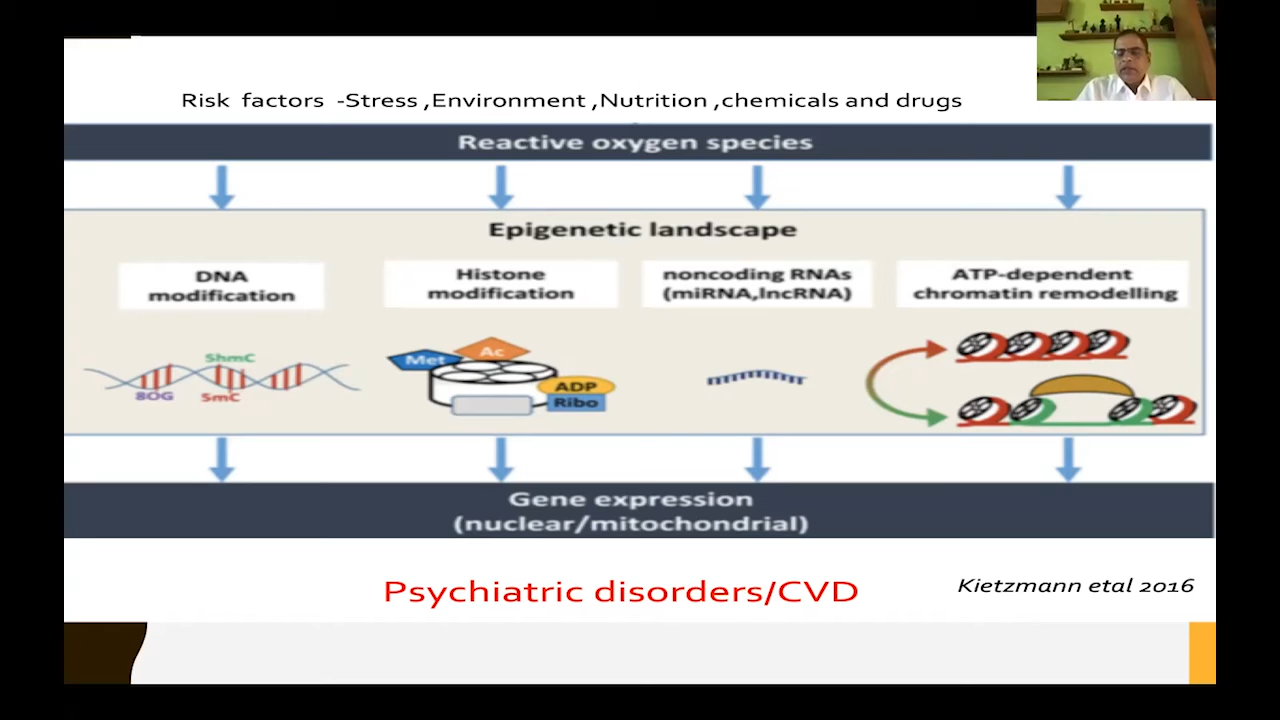 Risk factors -Stress ,Environment ,Nutrition ,chemicals and drugs
Reactive oxygen species
Epigenetic landscape
DNA
modification
Histone
modification
noncoding RNAs
(miRNA,lncRNA)
ATP-dependent
chromatin remodelling
5hmC
8OG
5mC
Met
Ac
ADP
Ribo
Gene expression
(nuclear/mitochondrial)
Psychiatric disorders/CVD
Kietzmann etal 2016